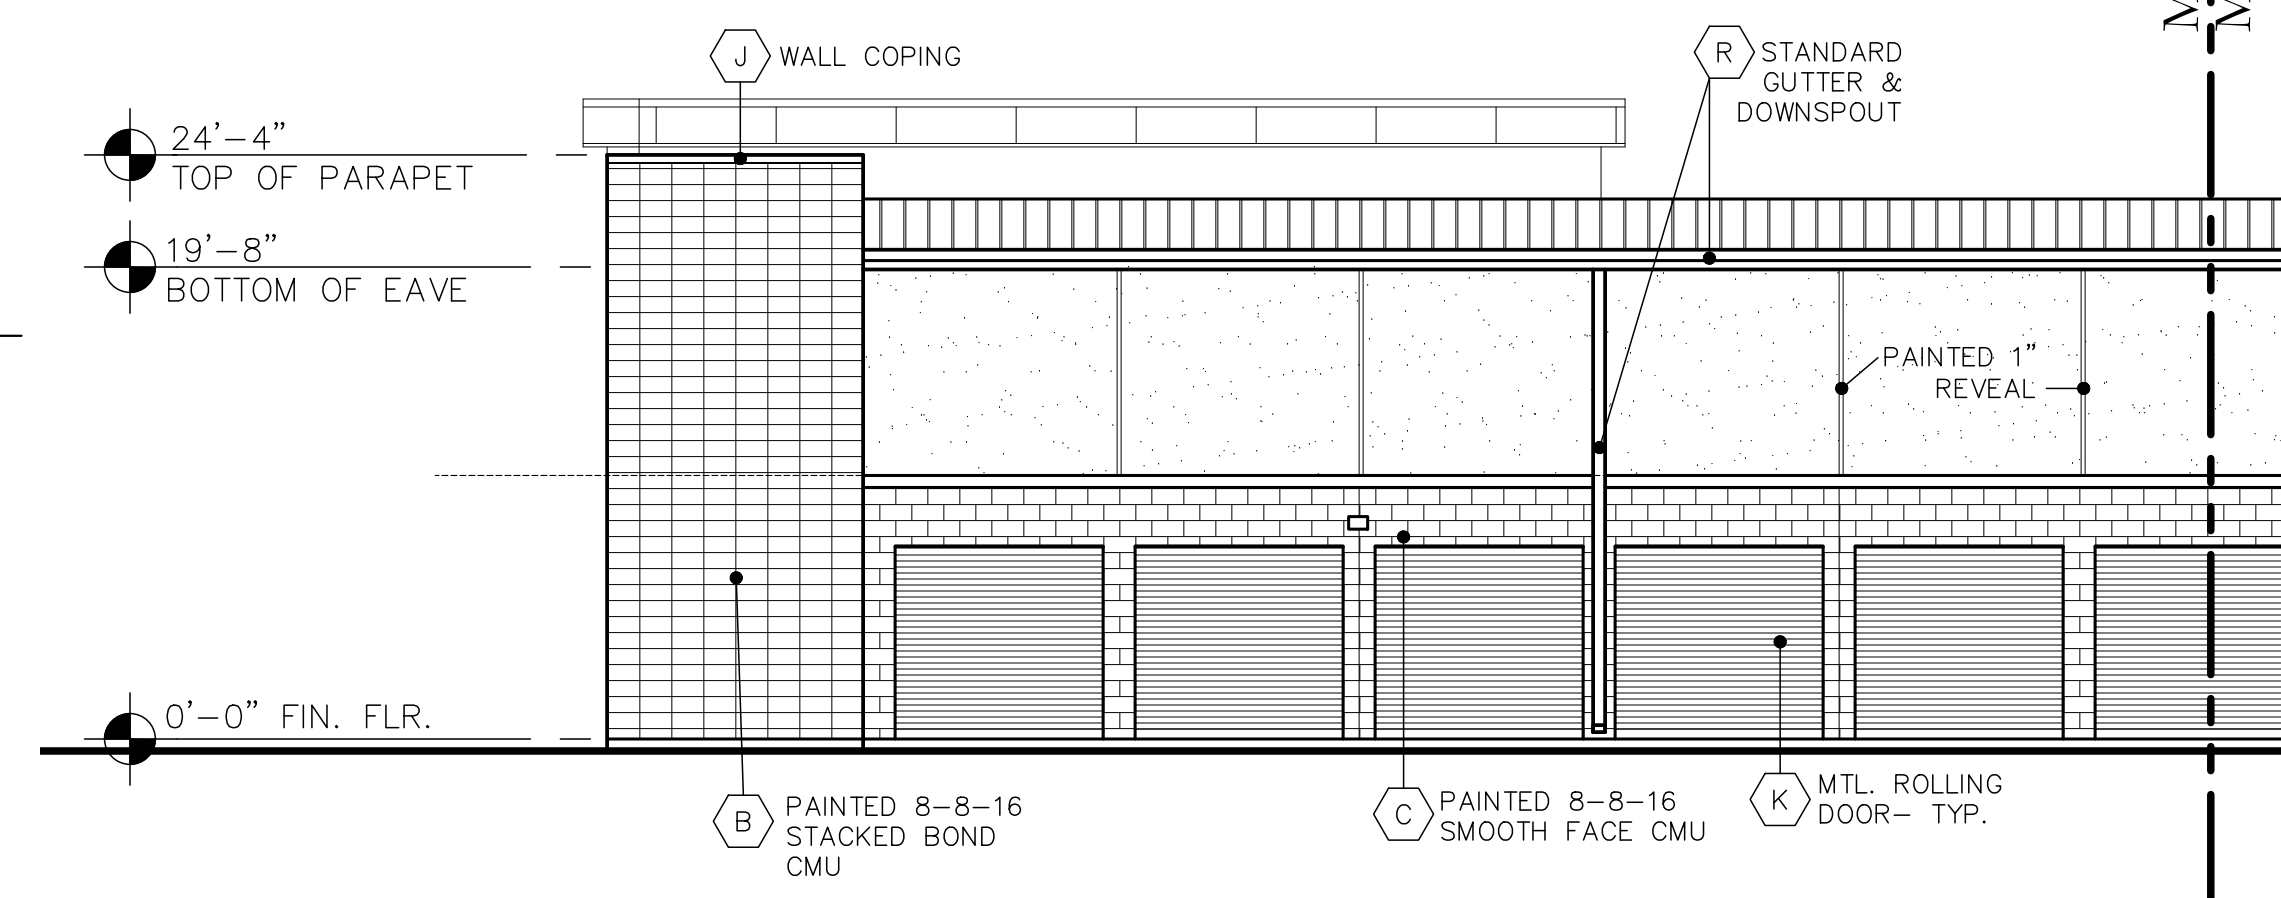 J WALL COPING
R STANDARD
GUTTER &
DOWNSPOUT
M
M
24'-4"
TOP OF PARAPET
19'-8"
BOTTOM OF EAVE
PAINTED 1"
REVEAL
0'-0" FIN. FLR.
B PAINTED 8-8-16
STACKED BOND
CMU
C PAINTED 8-8-16
SMOOTH FACE CMU
K MTL. ROLLING
DOOR- TYP.